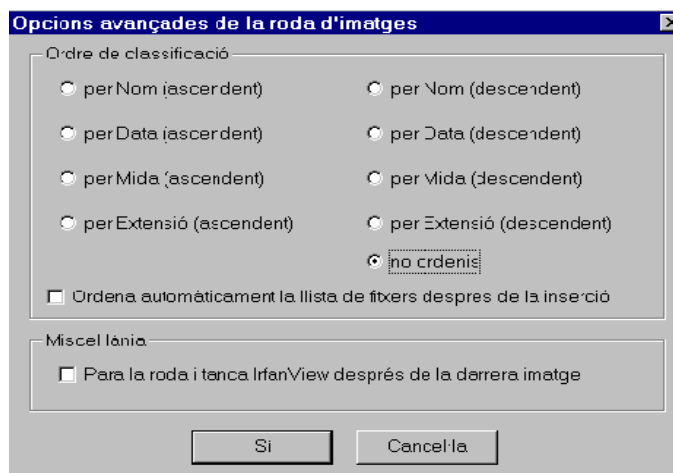 Opcions avançades de la roda d'imatges
Ordre de classificació
per Nom (ascendent) per Nom (descendent)
per Data (ascendent) per Data (descendent)
per Mida (ascendent) per Mida (descendent)
per Extensió (ascendent) per Extensió (descendent)
no ordenis
Ordena automàticament la llista de fitxers despres de la inserció
Miscel·lània
Para la roda i tanca IrfanView després de la darrera imatge
Si Cancel·la